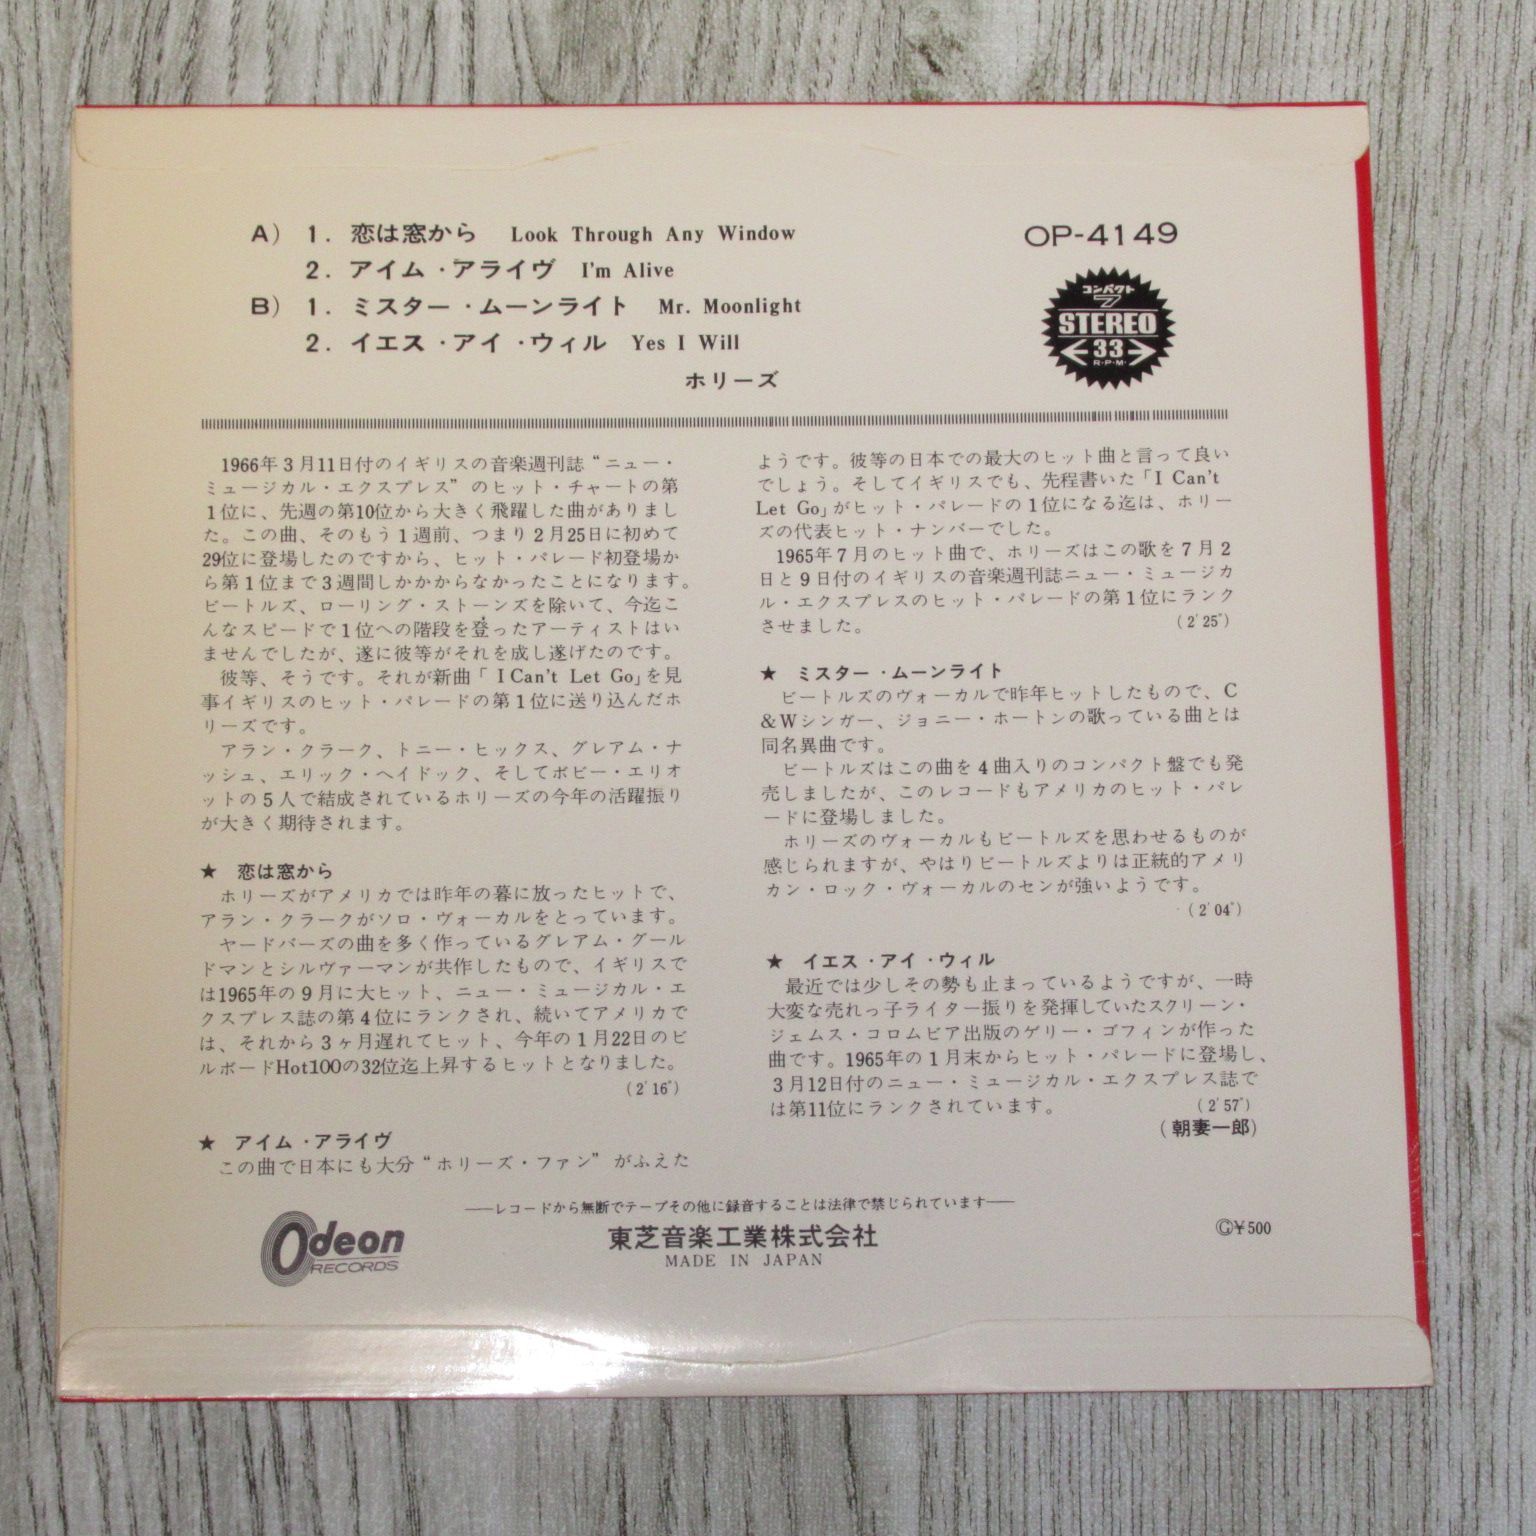 A) 1. 恋は窓から Look Through Any Window
2. アイム・アライヴ I'm Alive
B) 1. ミスター・ムーンライト Mr. Moonlight
2. イエス・アイ・ウィル Yes I Will
ホリーズ
OP-4149
コンパクト
7
STEREO
33
R・P・M・
1966年3月11日付のイギリスの音楽週刊誌“ニュー・
ミュージカル・エクスプレス”のヒット・チャートの第
1位に、先週の第10位から大きく飛躍した曲がありまし
た。この曲、そのもう1週前、つまり2月25日に初めて
29位に登場したのですから、ヒット・パレード初登場か
ら第1位まで3週間しかかからなかったことになります。
ビートルズ、ローリング・ストーンズを除いて、今迄こ
んなスピードで1位への階段を登ったアーティストはい
ませんでしたが、遂に彼等がそれを成し遂げたのです。
彼等、そうです。それが新曲「I Can't Let Go」を見
事イギリスのヒット・パレードの第1位に送り込んだホ
リーズです。
アラン・クラーク、トニー・ヒックス、グレアム・ナ
ッシュ、エリック・ヘイドック、そしてボビー・エリオ
ットの5人で結成されているホリーズの今年の活躍振り
が大きく期待されます。
★ 恋は窓から
ホリーズがアメリカでは昨年の暮に放ったヒットで、
アラン・クラークがソロ・ヴォーカルをとっています。
ヤードバーズの曲を多く作っているグレアム・グール
ドマンとシルヴァーマンが共作したもので、イギリスで
は1965年の9月に大ヒット、ニュー・ミュージカル・エ
クスプレス誌の第4位にランクされ、続いてアメリカで
は、それから3ヶ月遅れてヒット、今年の1月22日のビ
ルボードHot100の32位迄上昇するヒットとなりました。
(2′16″)
★ アイム・アライヴ
この曲で日本にも大分“ホリーズ・ファン”がふえた
ようです。彼等の日本での最大のヒット曲と言って良い
でしょう。そしてイギリスでも、先程書いた「I Can't
Let Go」がヒット・パレードの1位になる迄は、ホリー
ズの代表ヒット・ナンバーでした。
1965年7月のヒット曲で、ホリーズはこの歌を7月2
日と9日付のイギリスの音楽週刊誌ニュー・ミュージカ
ル・エクスプレスのヒット・パレードの第1位にランク
させました。 (2′25″)
★ ミスター・ムーンライト
ビートルズのヴォーカルで昨年ヒットしたもので、C
&Wシンガー、ジョニー・ホートンの歌っている曲とは
同名異曲です。
ビートルズはこの曲を4曲入りのコンパクト盤でも発
売しましたが、このレコードもアメリカのヒット・パレ
ードに登場しました。
ホリーズのヴォーカルもビートルズを思わせるものが
感じられますが、やはりビートルズよりは正統的アメリ
カン・ロック・ヴォーカルのセンが強いようです。
(2′04″)
★ イエス・アイ・ウィル
最近では少しその勢も止まっているようですが、一時
大変な売れっ子ライター振りを発揮していたスクリーン・
ジェムス・コロムビア出版のゲリー・ゴフィンが作った
曲です。1965年の1月末からヒット・パレードに登場し、
3月12日付のニュー・ミュージカル・エクスプレス誌で
は第11位にランクされています。 (2′57″)
(朝妻一郎)
——レコードから無断でテープその他に録音することは法律で禁じられています——
Odeon
RECORDS
東芝音楽工業株式会社
MADE IN JAPAN
Ⓖ¥500